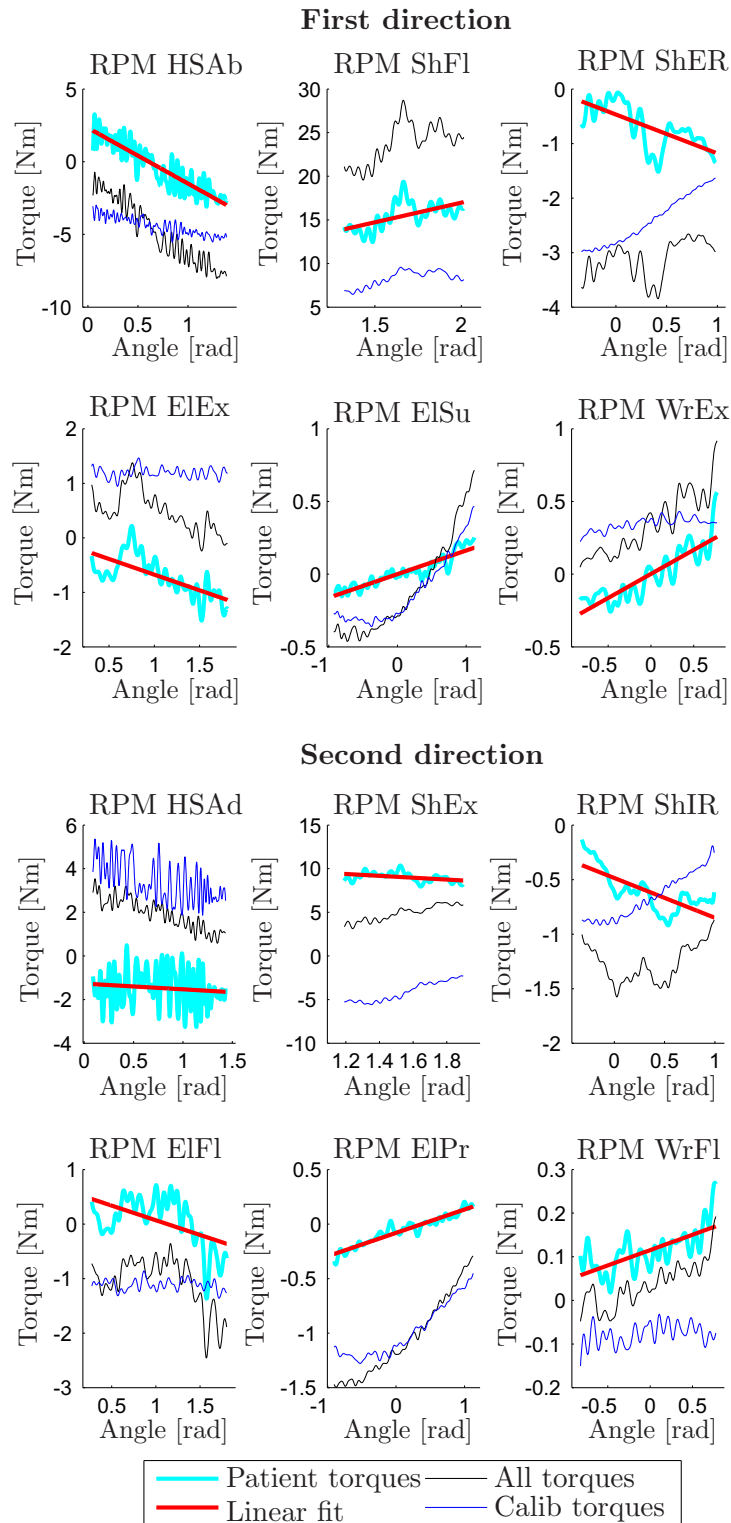 First direction
RPM HSAb
RPM ShFl
RPM ShER
Torque [Nm]
5
0
-5
-10
0
0.5
1
Angle [rad]
Torque [Nm]
30
25
20
15
10
5
1.5
2
Angle [rad]
Torque [Nm]
0
-1
-2
-3
-4
0
0.5
1
Angle [rad]
RPM ElEx
RPM ElSu
RPM WrEx
Torque [Nm]
2
1
0
-1
-2
0.5
1
1.5
Angle [rad]
Torque [Nm]
1
0.5
0
-0.5
-1
0
1
Angle [rad]
Torque [Nm]
1
0.5
0
-0.5
-0.5
0
0.5
Angle [rad]
Second direction
RPM HSAd
RPM ShEx
RPM ShIR
Torque [Nm]
6
4
2
0
-2
-4
0
0.5
1
1.5
Angle [rad]
Torque [Nm]
15
10
5
0
-5
-10
1.2
1.4
1.6
1.8
Angle [rad]
Torque [Nm]
0
-0.5
-1
-1.5
-2
0
0.5
1
Angle [rad]
RPM ElFl
RPM ElPr
RPM WrFl
Torque [Nm]
1
0
-1
-2
-3
0.5
1
1.5
Angle [rad]
Torque [Nm]
0.5
0
-0.5
-1
-1.5
-1
0
1
Angle [rad]
Torque [Nm]
0.3
0.2
0.1
0
-0.1
-0.2
-0.5
0
0.5
Angle [rad]
Patient torques
All torques
Linear fit
Calib torques